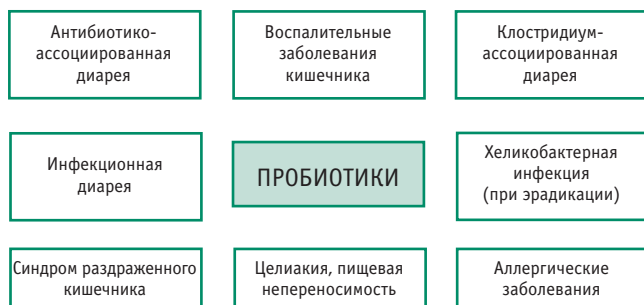 Антибиотико-
ассоциированная
диарея
Воспалительные
заболевания
кишечника
Клостридиум-
ассоциированная
диарея
Инфекционная
диарея
ПРОБИОТИКИ
Хеликобактерная
инфекция
(при эрадикации)
Синдром раздраженного
кишечника
Целиакия, пищевая
непереносимость
Аллергические
заболевания